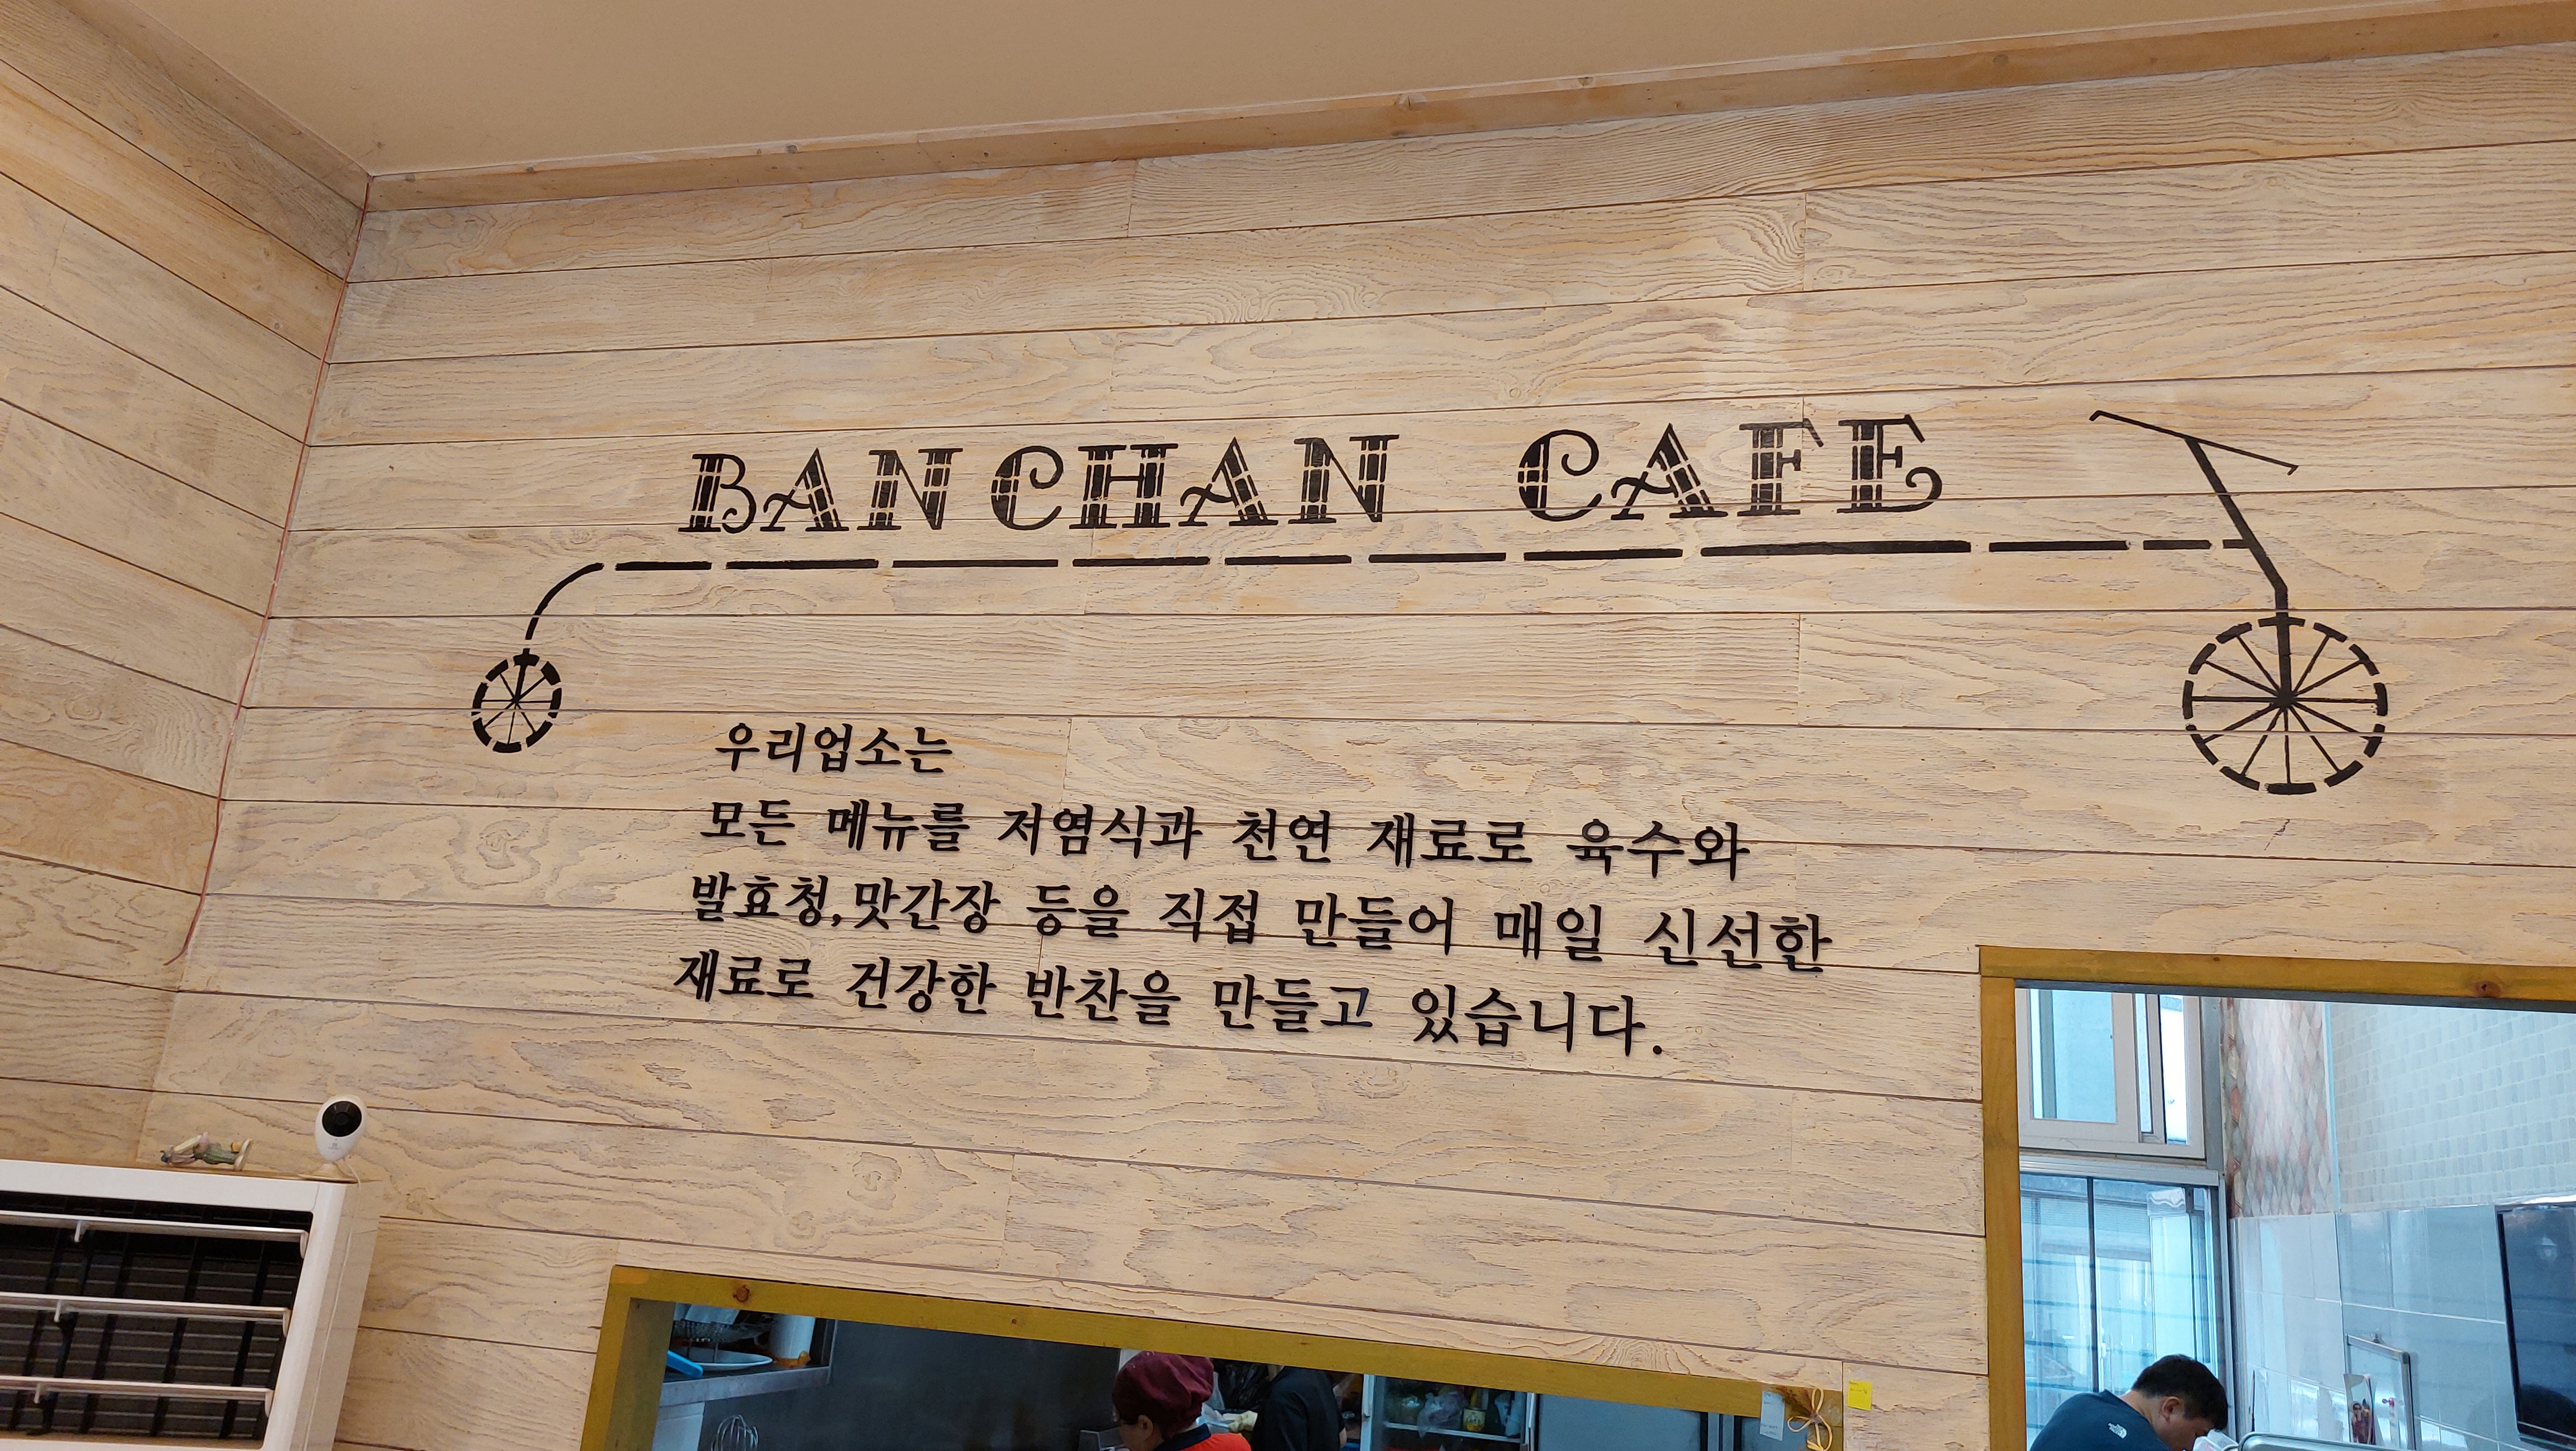 BANCHAN CAFE
우리업소는
모든 메뉴를 저염식과 천연 재료로 육수와
발효청,맛간장 등을 직접 만들어 매일 신선한
재료로 건강한 반찬을 만들고 있습니다.